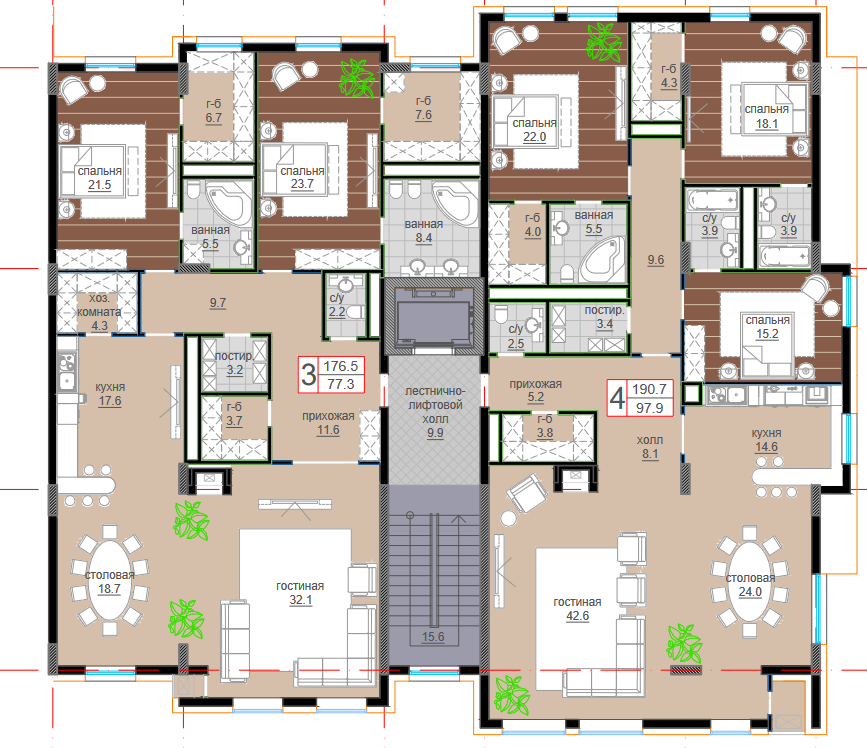 г-б
4.3
г-б
6.7
г-б
7.6
спальня
22.0
спальня
18.1
спальня
21.5
спальня
23.7
ванная
5.5
ванная
8.4
г-б
4.0
ванная
5.5
с/у
3.9
с/у
3.9
9.6
хоз.
комната
4.3
9.7
с/у
2.2
с/у
2.5
постир.
3.4
спальня
15.2
постир.
3.2
кухня
17.6
3
176.5
77.3
лестнично-
лифтовой
холл
9.9
прихожая
5.2
4
190.7
97.9
г-б
3.7
прихожая
11.6
г-б
3.8
холл
8.1
кухня
14.6
столовая
18.7
гостиная
32.1
гостиная
42.6
столовая
24.0
15.6